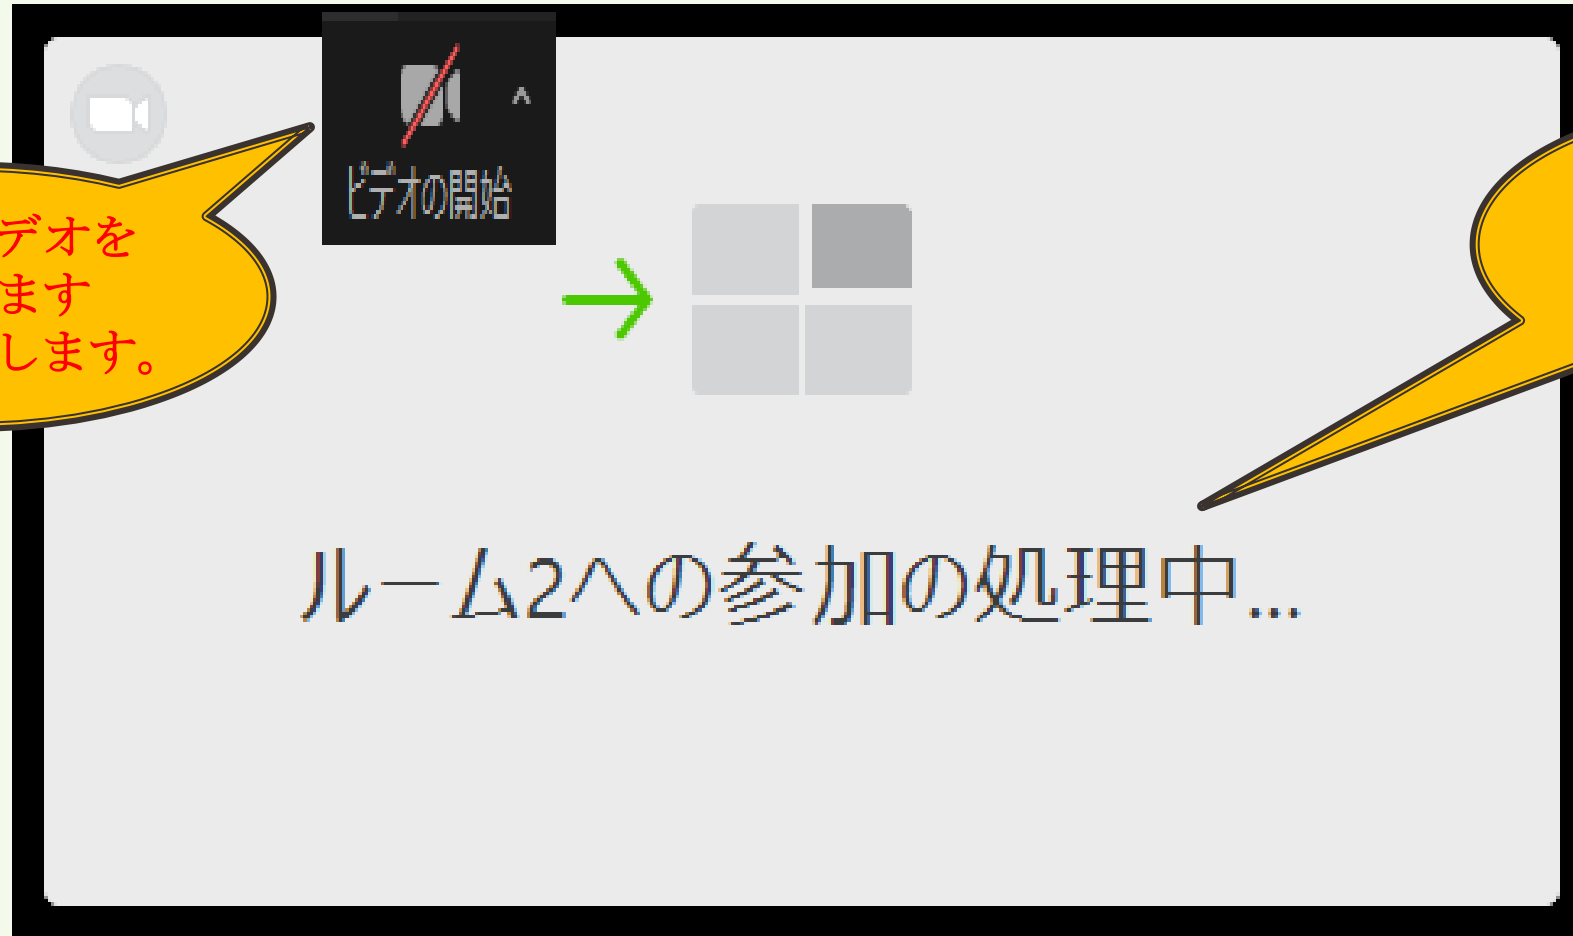 ビデオの開始
デオを
ます
します。
ルーム2への参加の処理中...